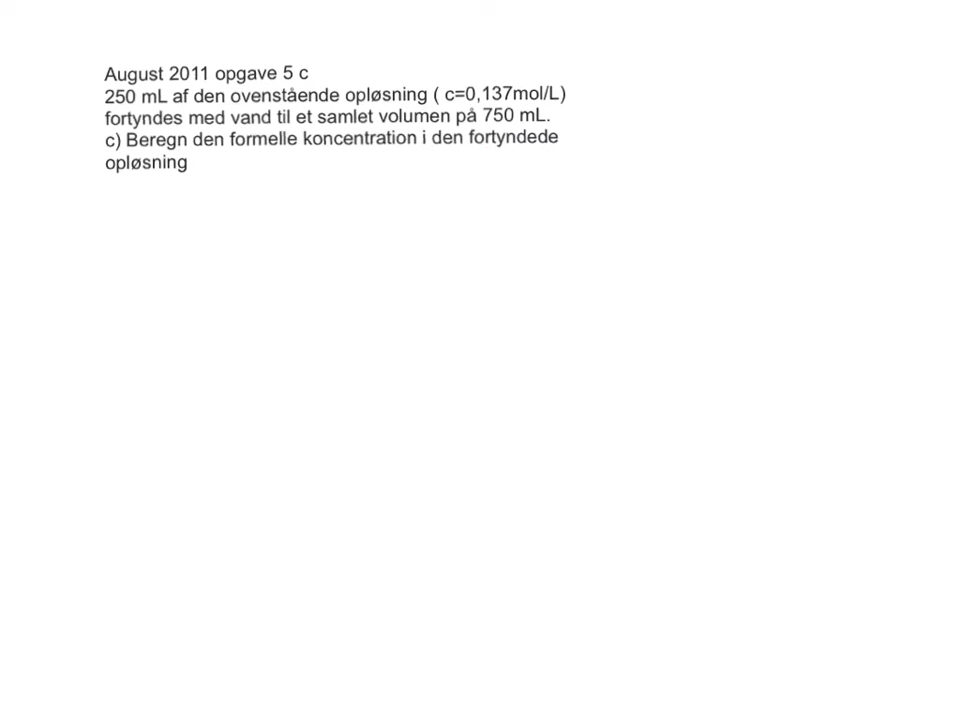 August 2011 opgave 5 c
250 mL af den ovenstående opløsning ( c=0,137mol/L)
fortyndes med vand til et samlet volumen på 750 mL.
c) Beregn den formelle koncentration i den fortyndede
opløsning